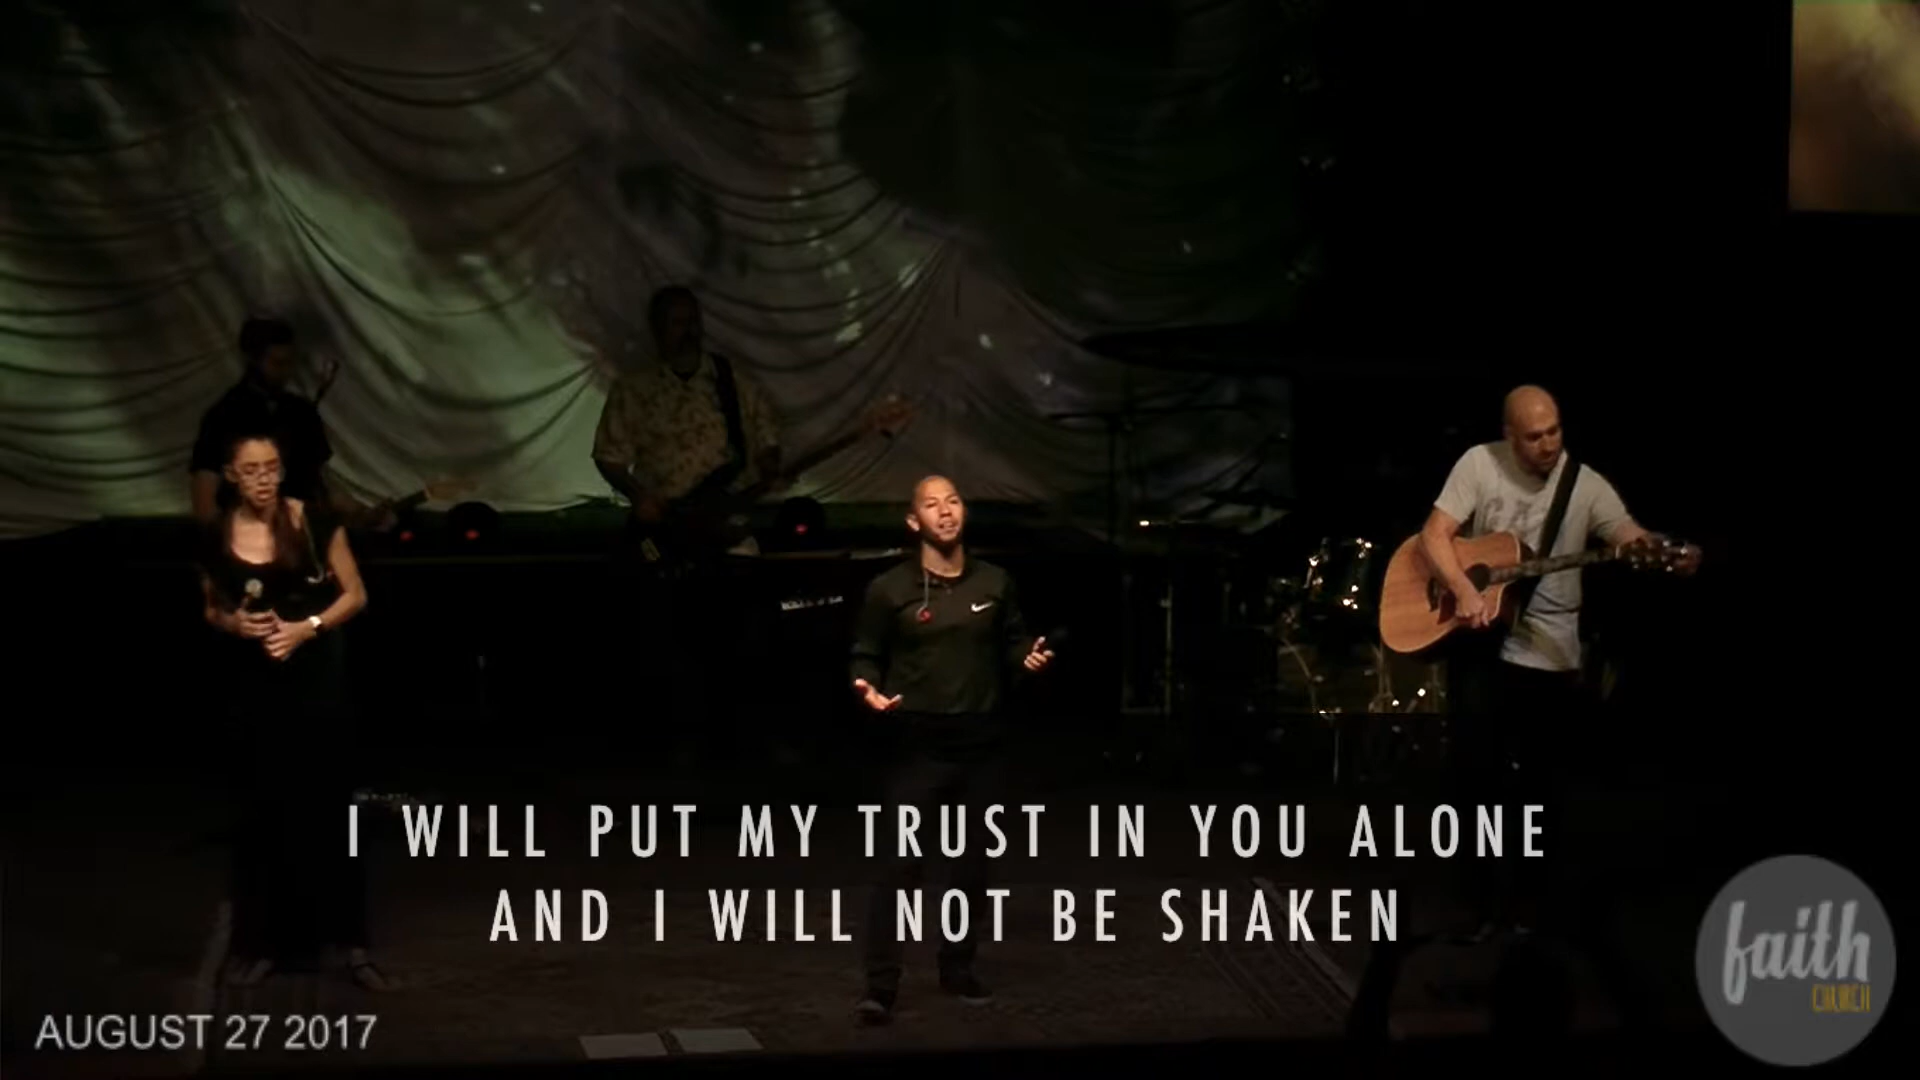 I WILL PUT MY TRUST IN YOU ALONE
AND I WILL NOT BE SHAKEN
AUGUST 27 2017
faith
CHURCH